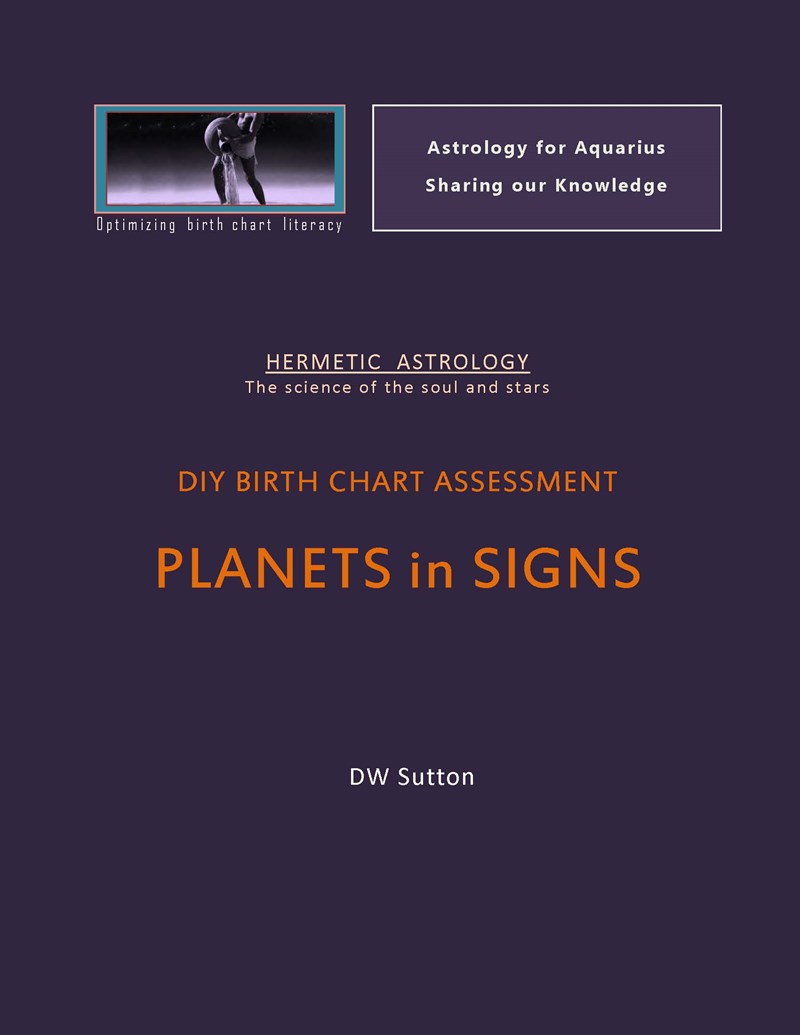 Optimizing birth chart literacy
Astrology for Aquarius
Sharing our Knowledge
HERMETIC ASTROLOGY
The science of the soul and stars
DIY BIRTH CHART ASSESSMENT
PLANETS in SIGNS
DW Sutton